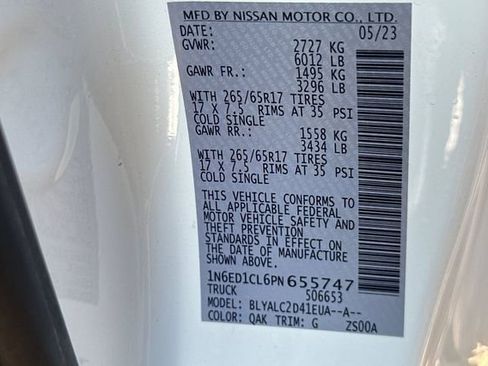 MFD BY NISSAN MOTOR CO., LTD.
DATE: 05/23
GVWR: 2727 KG
6012 LB
GAWR FR.: 1495 KG
3296 LB
WITH 265/65R17 TIRES
17 X 7.5 RIMS AT 35 PSI
COLD SINGLE
GAWR RR.: 1558 KG
3434 LB
WITH 265/65R17 TIRES
17 X 7.5 RIMS AT 35 PSI
COLD SINGLE
THIS VEHICLE CONFORMS TO
ALL APPLICABLE FEDERAL
MOTOR VEHICLE SAFETY AND
THEFT PREVENTION
STANDARDS IN EFFECT ON THE
DATE OF MANUFACTURE SHOWN
ABOVE.
1N6ED1CL6PN655747
TRUCK 506653
MODEL: BLYALC2D41EUA--A--
COLOR: QAK TRIM: G ZS00A